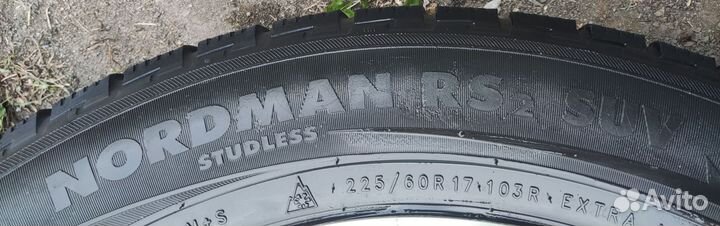 NORDMAN RS2 SUV
STUDLESS
225/60R17 103R EXTRA
M+S
Avito